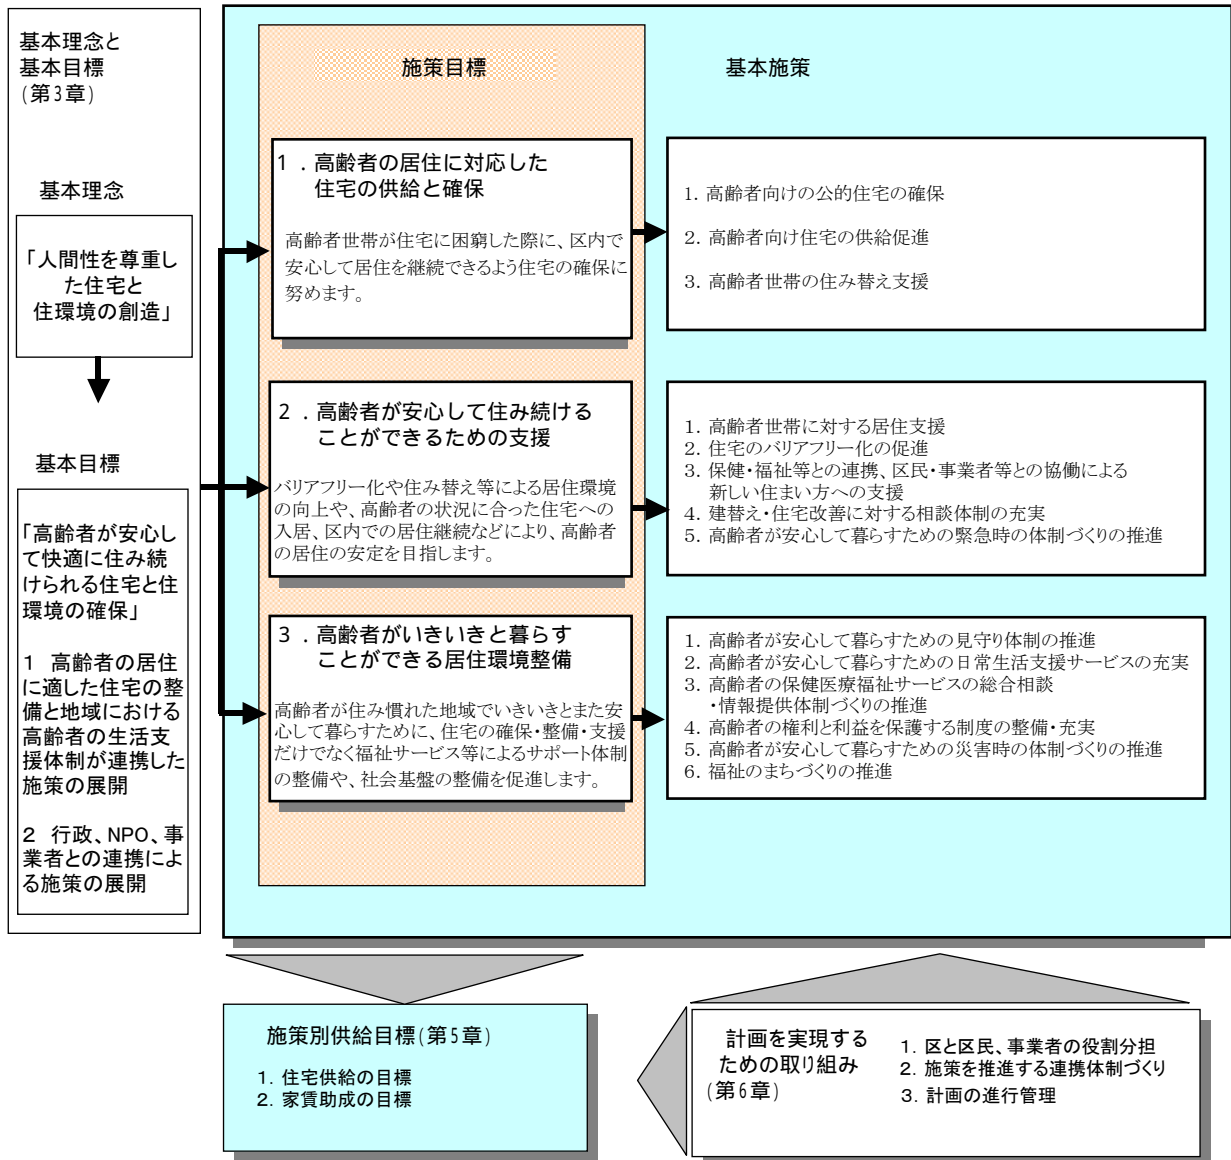 基本理念と
基本目標
(第3章)
基本理念
「人間性を尊重し
た住宅と
住環境の創造」
基本目標
「高齢者が安心し
て快適に住み続
けられる住宅と住
環境の確保」
1 高齢者の居住
に適した住宅の整
備と地域における
高齢者の生活支
援体制が連携した
施策の展開
2 行政、NPO、事
業者との連携によ
る施策の展開
施策目標
基本施策
1.高齢者の居住に対応した
住宅の供給と確保
高齢者世帯が住宅に困窮した際に、区内で
安心して居住を継続できるよう住宅の確保に
努めます。
1. 高齢者向けの公的住宅の確保
2. 高齢者向け住宅の供給促進
3. 高齢者世帯の住み替え支援
2.高齢者が安心して住み続ける
ことができるための支援
バリアフリー化や住み替え等による居住環境
の向上や、高齢者の状況に合った住宅への
入居、区内での居住継続などにより、高齢者
の居住の安定を目指します。
1. 高齢者世帯に対する居住支援
2. 住宅のバリアフリー化の促進
3. 保健・福祉等との連携、区民・事業者等との協働による
新しい住まい方への支援
4. 建替え・住宅改善に対する相談体制の充実
5. 高齢者が安心して暮らすための緊急時の体制づくりの推進
3.高齢者がいきいきと暮らす
ことができる居住環境整備
高齢者が住み慣れた地域でいきいきとまた安
心して暮らすために、住宅の確保・整備・支援
だけでなく福祉サービス等によるサポート体制
の整備や、社会基盤の整備を促進します。
1. 高齢者が安心して暮らすための見守り体制の推進
2. 高齢者が安心して暮らすための日常生活支援サービスの充実
3. 高齢者の保健医療福祉サービスの総合相談
・情報提供体制づくりの推進
4. 高齢者の権利と利益を保護する制度の整備・充実
5. 高齢者が安心して暮らすための災害時の体制づくりの推進
6. 福祉のまちづくりの推進
施策別供給目標(第5章)
1. 住宅供給の目標
2. 家賃助成の目標
計画を実現する
ための取り組み
(第6章)
1. 区と区民、事業者の役割分担
2. 施策を推進する連携体制づくり
3. 計画の進行管理